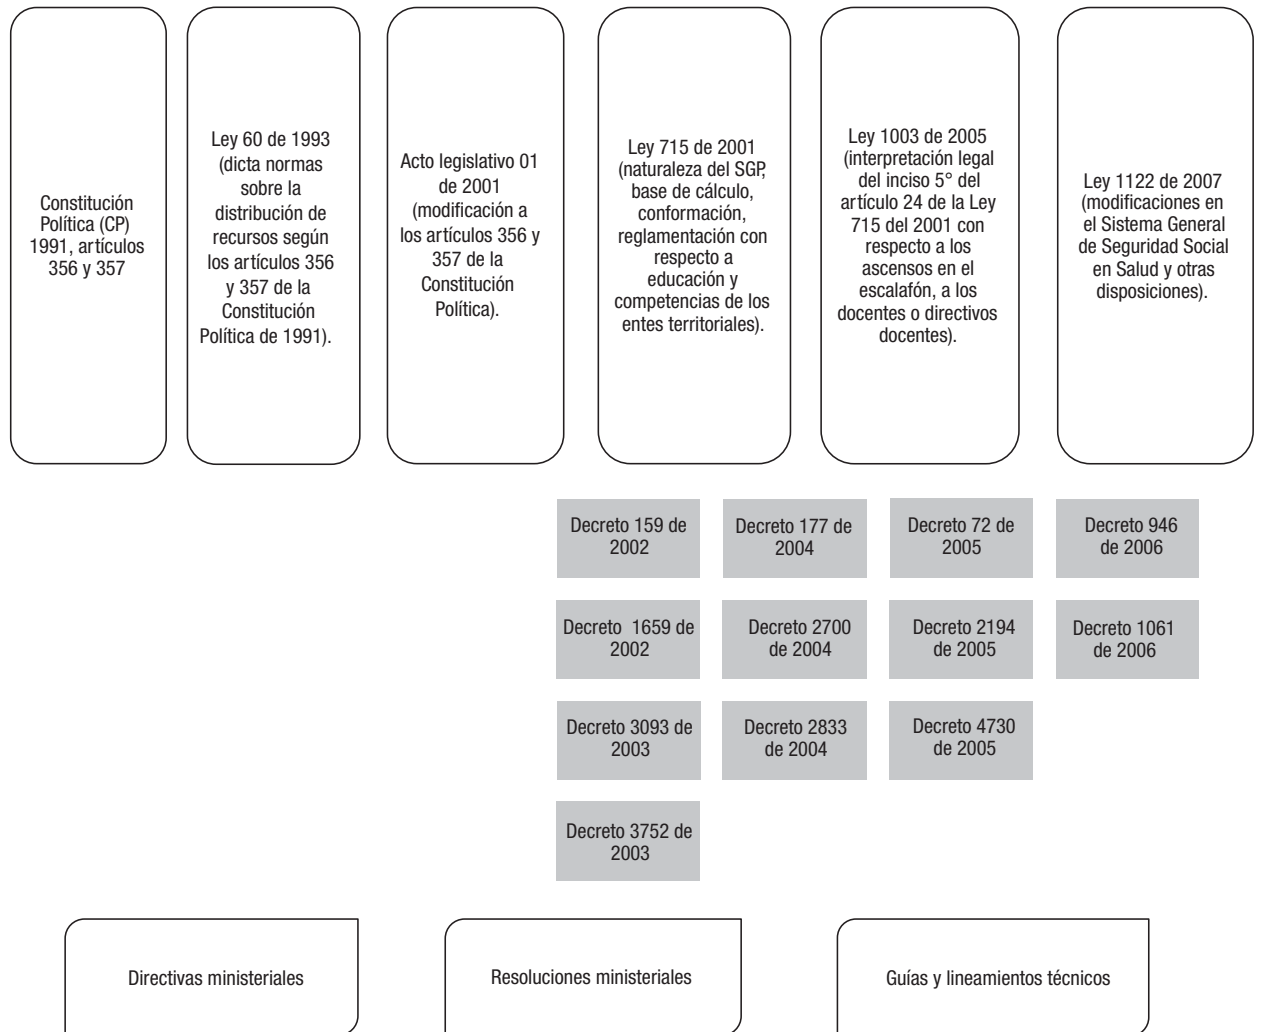 Constitución
Política (CP)
1991, artículos
356 y 357
Ley 60 de 1993
(dicta normas
sobre la
distribución de
recursos según
los artículos 356
y 357 de la
Constitución
Política de 1991).
Acto legislativo 01
de 2001
(modificación a
los artículos 356 y
357 de la
Constitución
Política).
Ley 715 de 2001
(naturaleza del SGP,
base de cálculo,
conformación,
reglamentación con
respecto a
educación y
competencias de los
entes territoriales).
Ley 1003 de 2005
(interpretación legal
del inciso 5° del
artículo 24 de la Ley
715 del 2001 con
respecto a los
ascensos en el
escalafón, a los
docentes o directivos
docentes).
Ley 1122 de 2007
(modificaciones en
el Sistema General
de Seguridad Social
en Salud y otras
disposiciones).
Decreto 159 de
2002
Decreto 177 de
2004
Decreto 72 de
2005
Decreto 946
de 2006
Decreto 1659 de
2002
Decreto 2700
de 2004
Decreto 2194
de 2005
Decreto 1061
de 2006
Decreto 3093 de
2003
Decreto 2833
de 2004
Decreto 4730
de 2005
Decreto 3752 de
2003
Directivas ministeriales
Resoluciones ministeriales
Guías y lineamientos técnicos